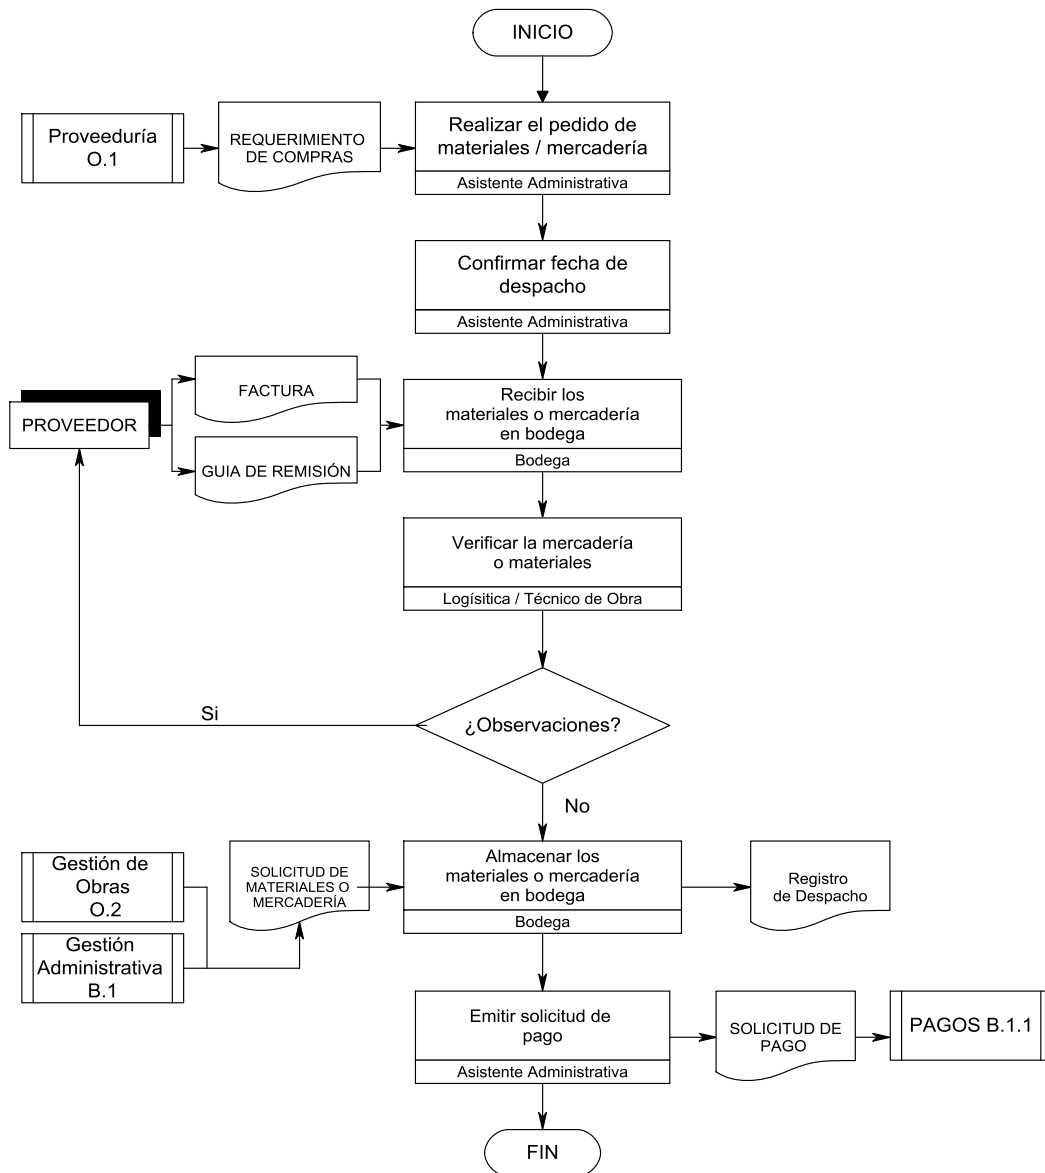 INICIO
Proveeduría
O.1
REQUERIMIENTO
DE COMPRAS
Realizar el pedido de
materiales / mercadería
Asistente Administrativa
Confirmar fecha de
despacho
Asistente Administrativa
PROVEEDOR
FACTURA
GUIA DE REMISIÓN
Recibir los
materiales o mercadería
en bodega
Bodega
Verificar la mercadería
o materiales
Logísitica / Técnico de Obra
¿Observaciones?
Si
No
Gestión de
Obras
O.2
Gestión
Administrativa
B.1
SOLICITUD DE
MATERIALES O
MERCADERÍA
Almacenar los
materiales o mercadería
en bodega
Bodega
Registro
de Despacho
Emitir solicitud de
pago
Asistente Administrativa
SOLICITUD DE
PAGO
PAGOS B.1.1
FIN